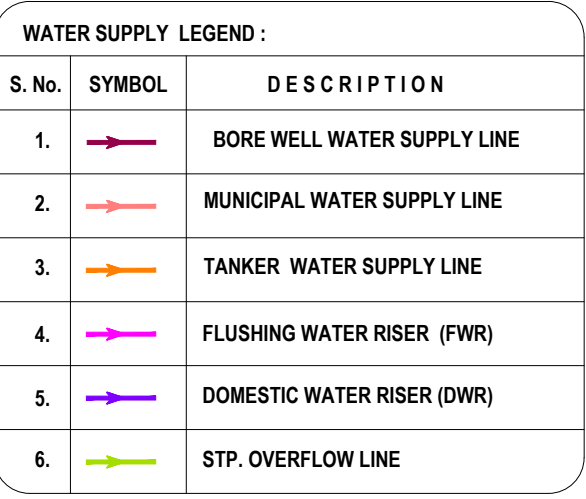 WATER SUPPLY LEGEND :
S. No. SYMBOL DESCRIPTION
1. BORE WELL WATER SUPPLY LINE
2. MUNICIPAL WATER SUPPLY LINE
3. TANKER WATER SUPPLY LINE
4. FLUSHING WATER RISER (FWR)
5. DOMESTIC WATER RISER (DWR)
6. STP. OVERFLOW LINE